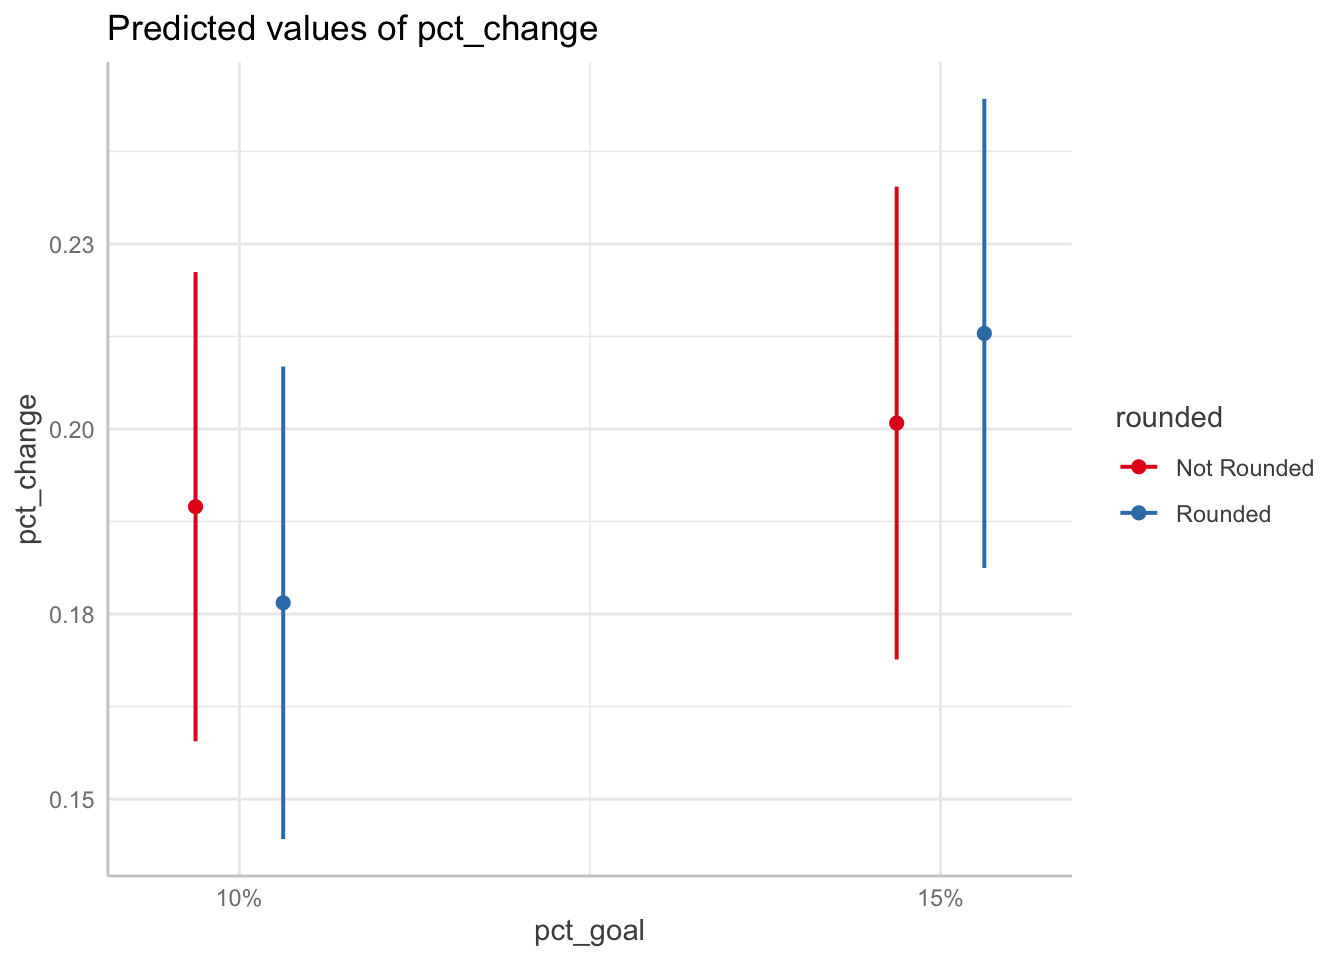 Predicted values of pct_change
pct_change
0.23
0.20
0.18
0.15
10%
15%
pct_goal
rounded
Not Rounded
Rounded